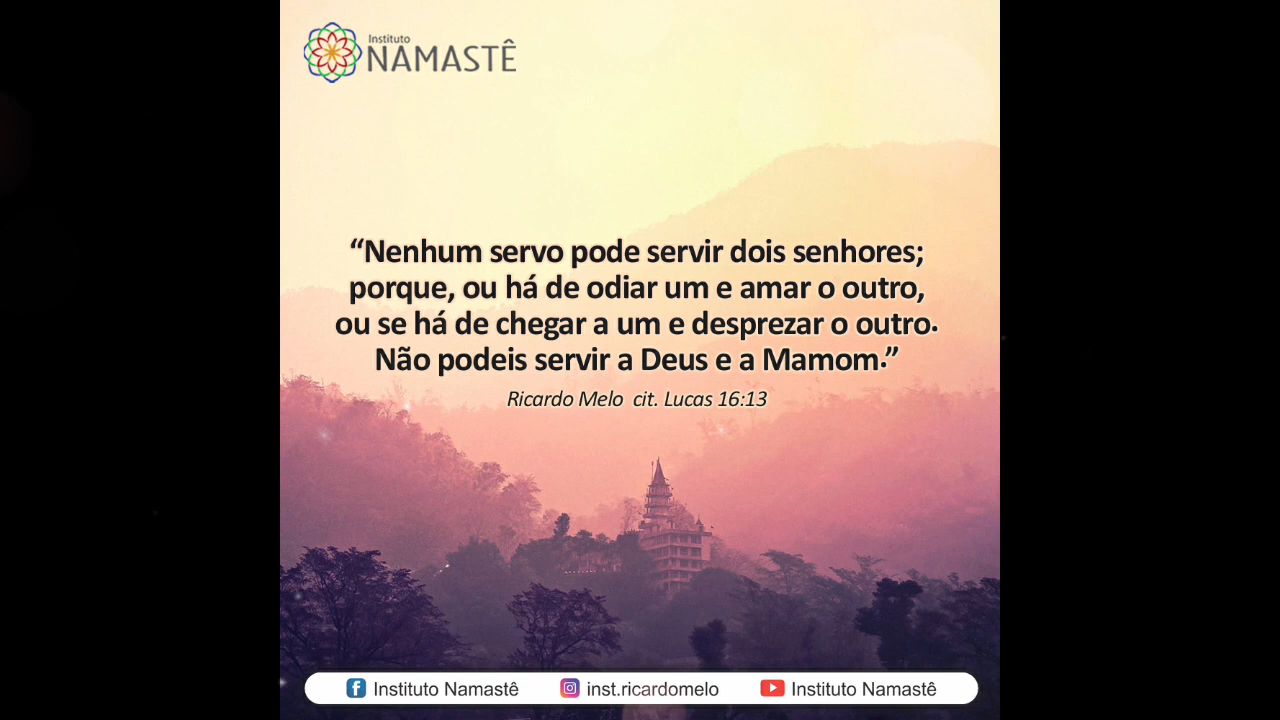 Instituto
NAMASTÊ
“Nenhum servo pode servir dois senhores;
porque, ou há de odiar um e amar o outro,
ou se há de chegar a um e desprezar o outro.
Não podeis servir a Deus e a Mamom.”
Ricardo Melo cit. Lucas 16:13
Instituto Namastê inst.ricardomelo Instituto Namastê